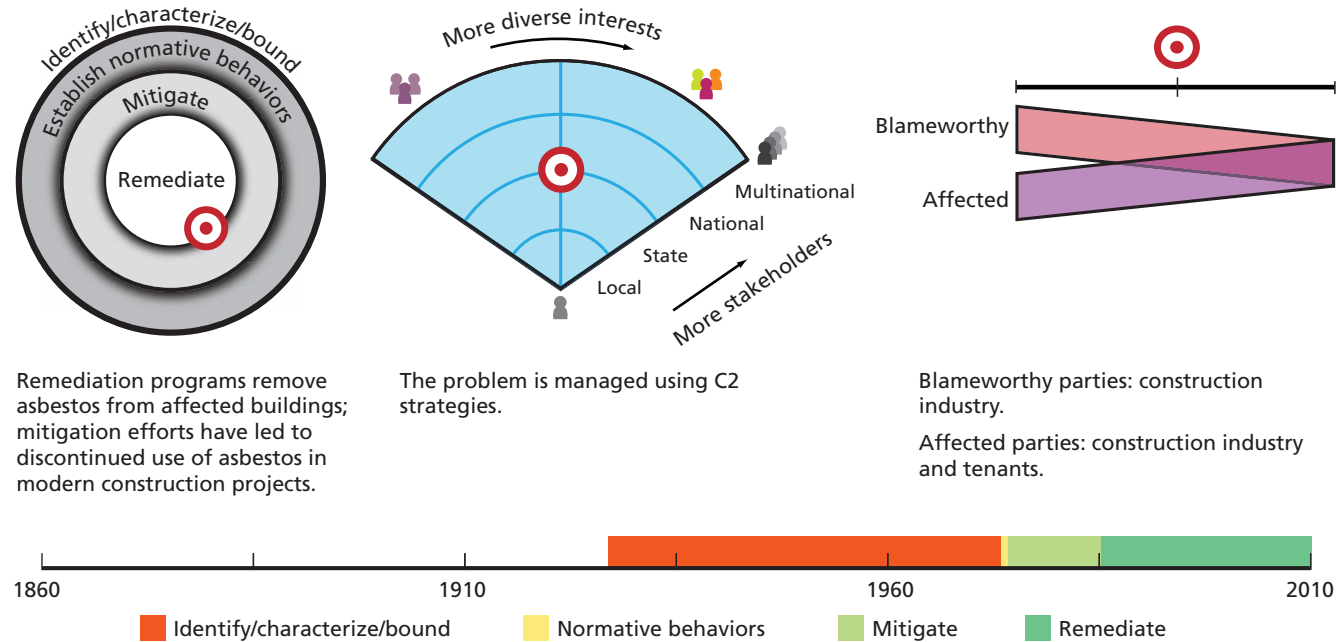 Identify/characterize/bound
Establish normative behaviors
Mitigate
Remediate
More diverse interests
Multinational
National
State
Local
More stakeholders
Blameworthy
Affected
Remediation programs remove
asbestos from affected buildings;
mitigation efforts have led to
discontinued use of asbestos in
modern construction projects.
The problem is managed using C2
strategies.
Blameworthy parties: construction
industry.
Affected parties: construction industry
and tenants.
1860
1910
1960
2010
Identify/characterize/bound
Normative behaviors
Mitigate
Remediate